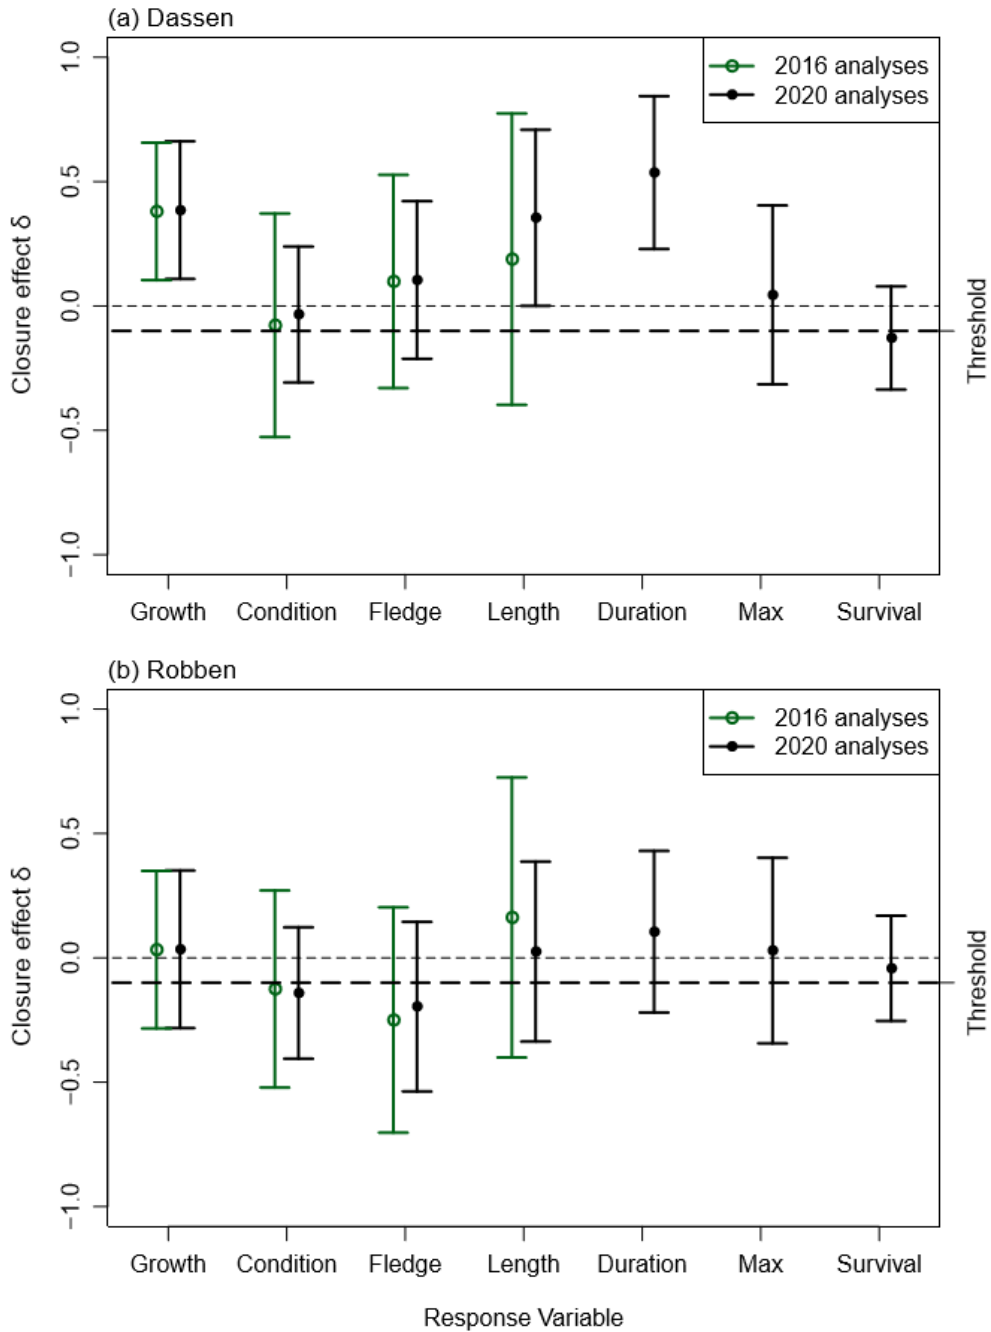 (a) Dassen
2016 analyses
2020 analyses
1.0
0.5
0.0
−0.5
−1.0
Closure effect δ
Threshold
Growth Condition Fledge Length Duration Max Survival
(b) Robben
2016 analyses
2020 analyses
1.0
0.5
0.0
−0.5
−1.0
Closure effect δ
Threshold
Growth Condition Fledge Length Duration Max Survival
Response Variable